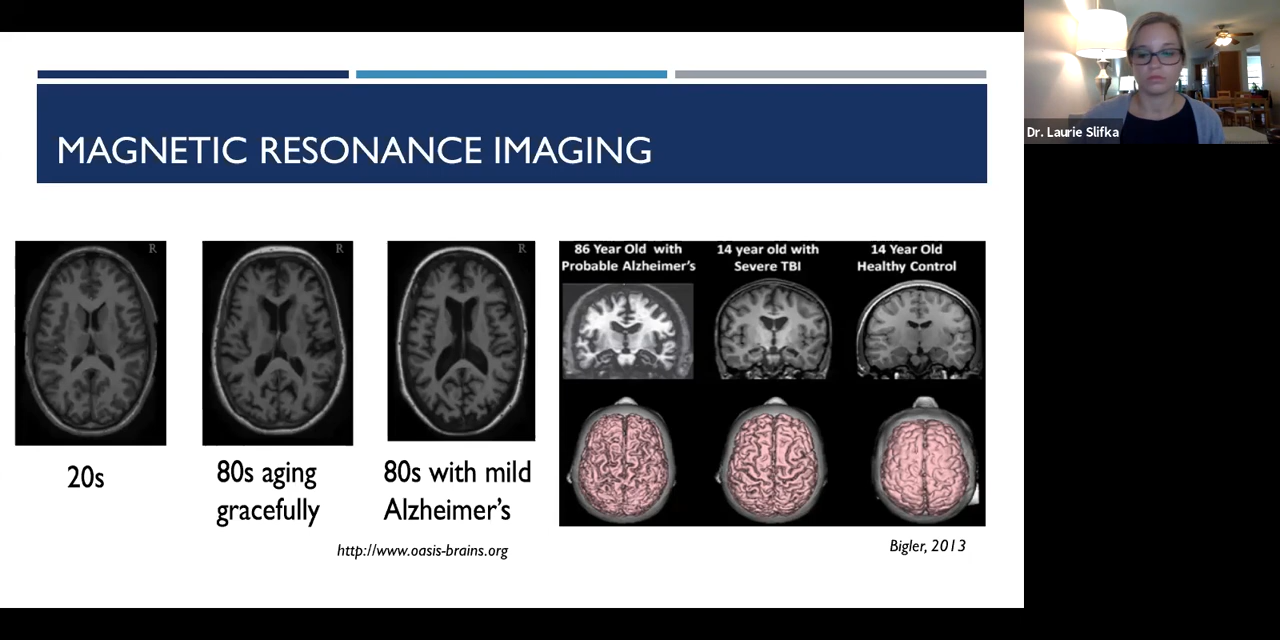 MAGNETIC RESONANCE IMAGING
R
R
R
20s
80s aging
gracefully
80s with mild
Alzheimer's
http://www.oasis-brains.org
86 Year Old with
Probable Alzheimer's
14 year old with
Severe TBI
14 Year Old
Healthy Control
Bigler, 2013
Dr. Laurie Slifka